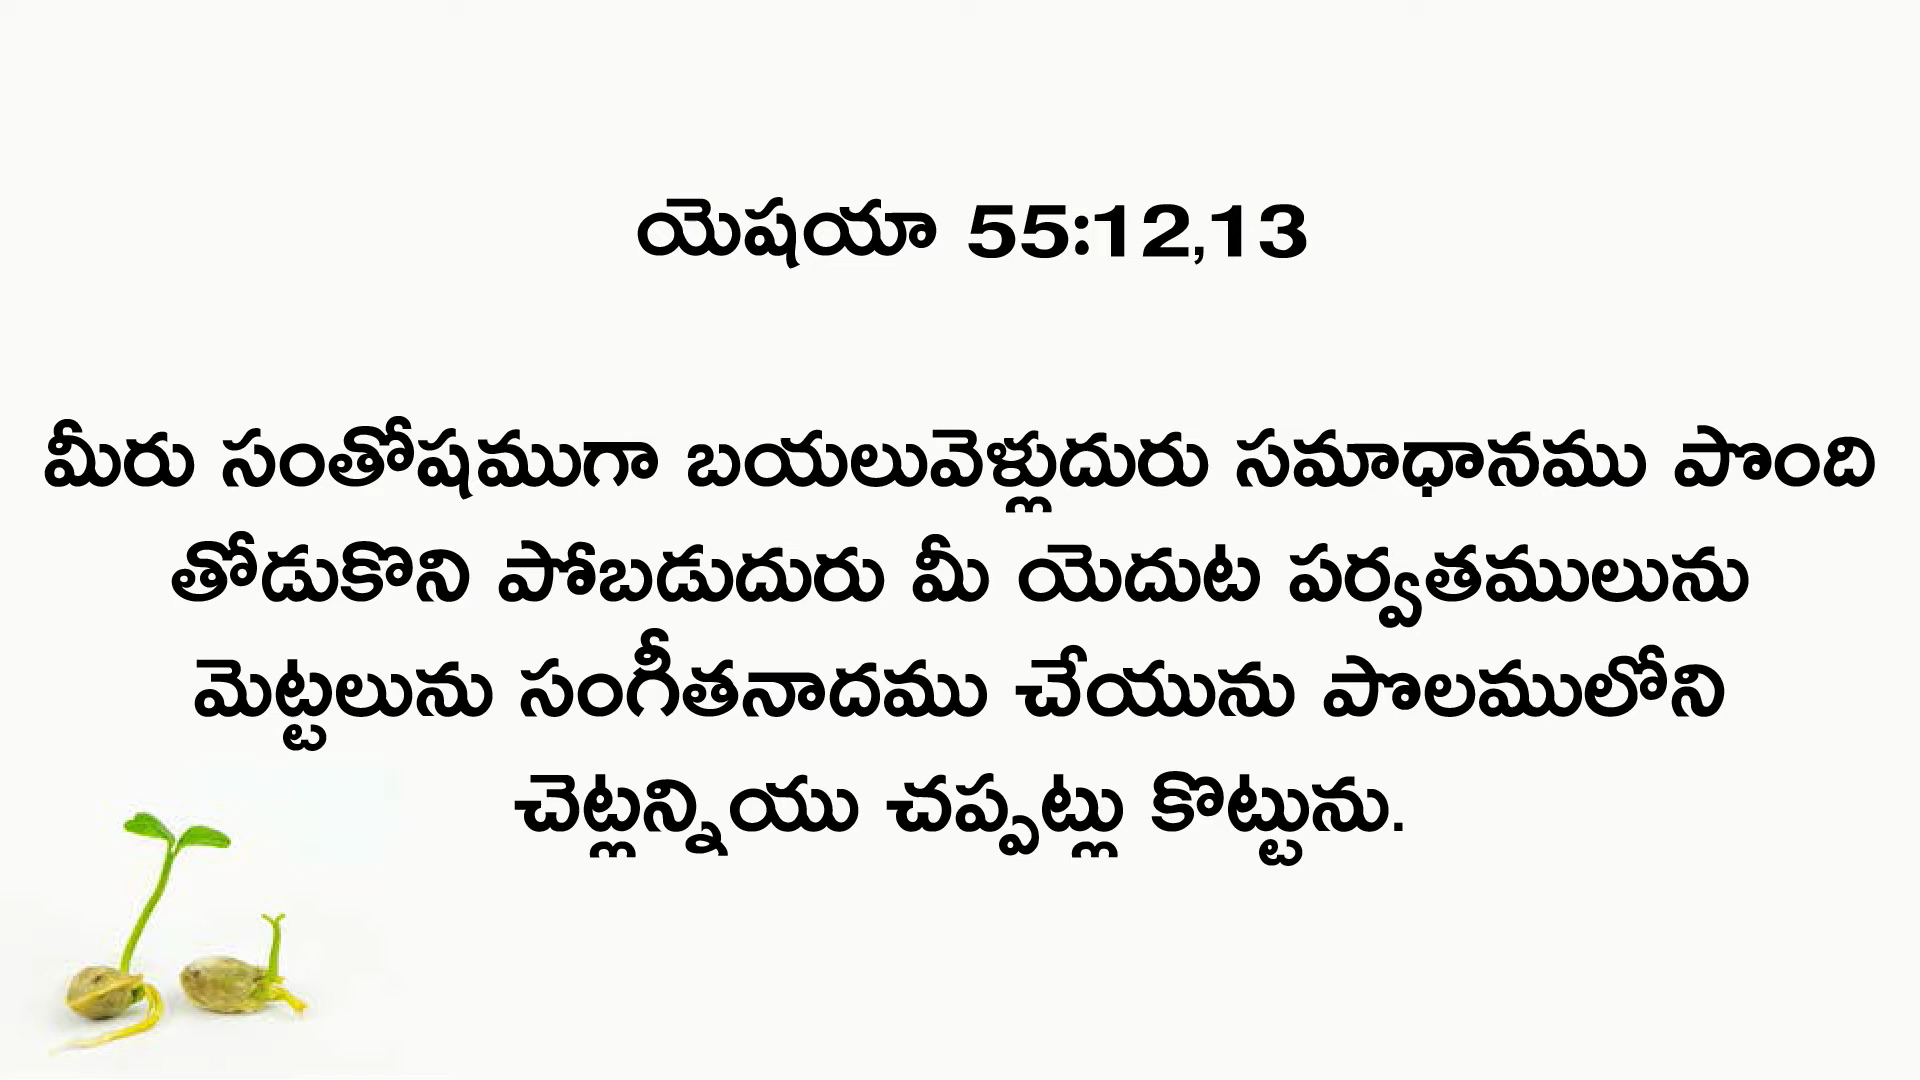 యెషయా 55:12,13
మీరు సంతోషముగా బయలువెళ్లుదురు సమాధానము పొంది
తోడుకొని పోబడుదురు మీ యెదుట పర్వతములును
మెట్టలును సంగీతనాదము చేయును పొలములోని
చెట్లన్నియు చప్పట్లు కొట్టును.